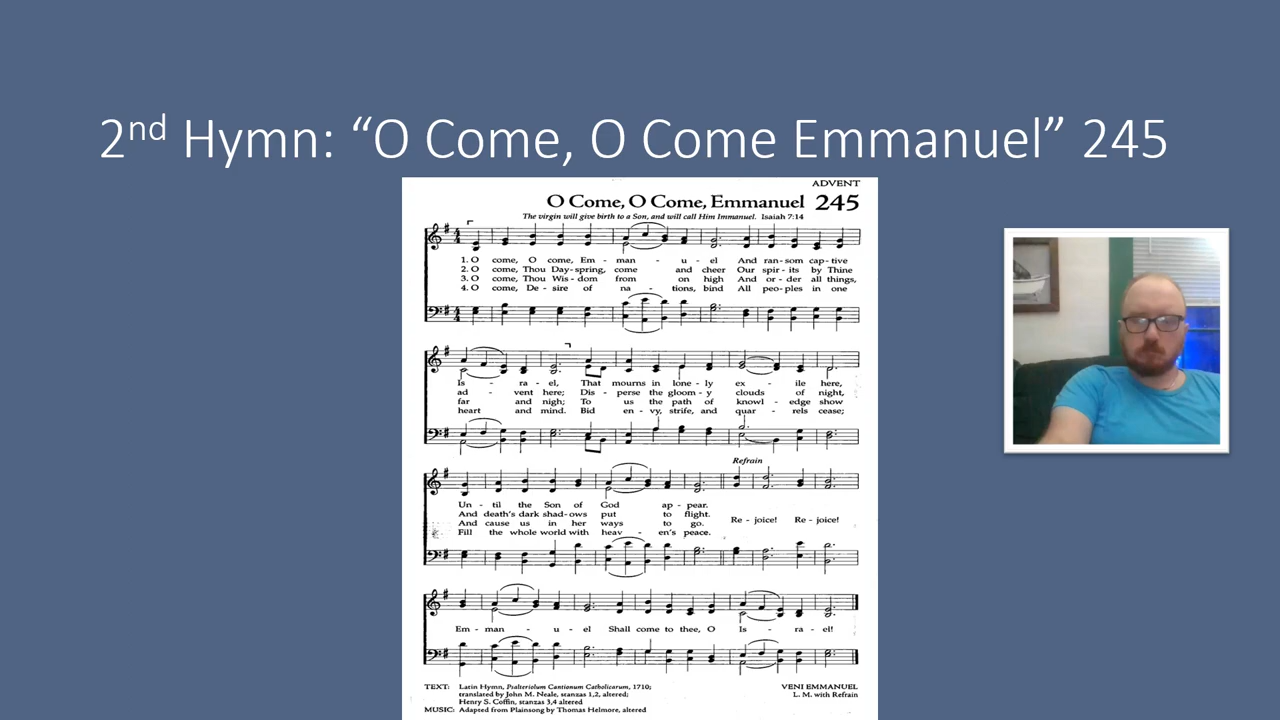 2nd Hymn: “O Come, O Come Emmanuel” 245
ADVENT
O Come, O Come, Emmanuel 245
The virgin will give birth to a Son, and will call Him Immanuel. Isaiah 7:14
1. O come, O come, Em - man - u - el And ran-som cap-tive
2. O come, Thou Day-spring, come and cheer Our spir-its by Thine
3. O come, Thou Wis-dom from on high And or-der all things,
4. O come, De-sire of na - tions, bind All peo-ples in one
Is - ra-el, That mourns in lone-ly ex - ile here,
ad - vent here; Dis-perse the gloom-y clouds of night,
far and nigh; To us the path of knowl-edge show
heart and mind. Bid en-vy, strife, and quar-rels cease;
Refrain
Un-til the Son of God ap-pear.
And death's dark shad-ows put to flight.
And cause us in her ways to go. Re-joice! Re-joice!
Fill the whole world with heav-en's peace.
Em-man - u-el Shall come to thee, O Is - ra-el!
TEXT: Latin Hymn, Psalteriolum Cantionum Catholicarum, 1710; VENI EMMANUEL
translated by John M. Neale, stanzas 1,2, altered; L. M. with Refrain
Henry S. Coffin, stanzas 3,4 altered
MUSIC: Adapted from Plainsong by Thomas Helmore, altered